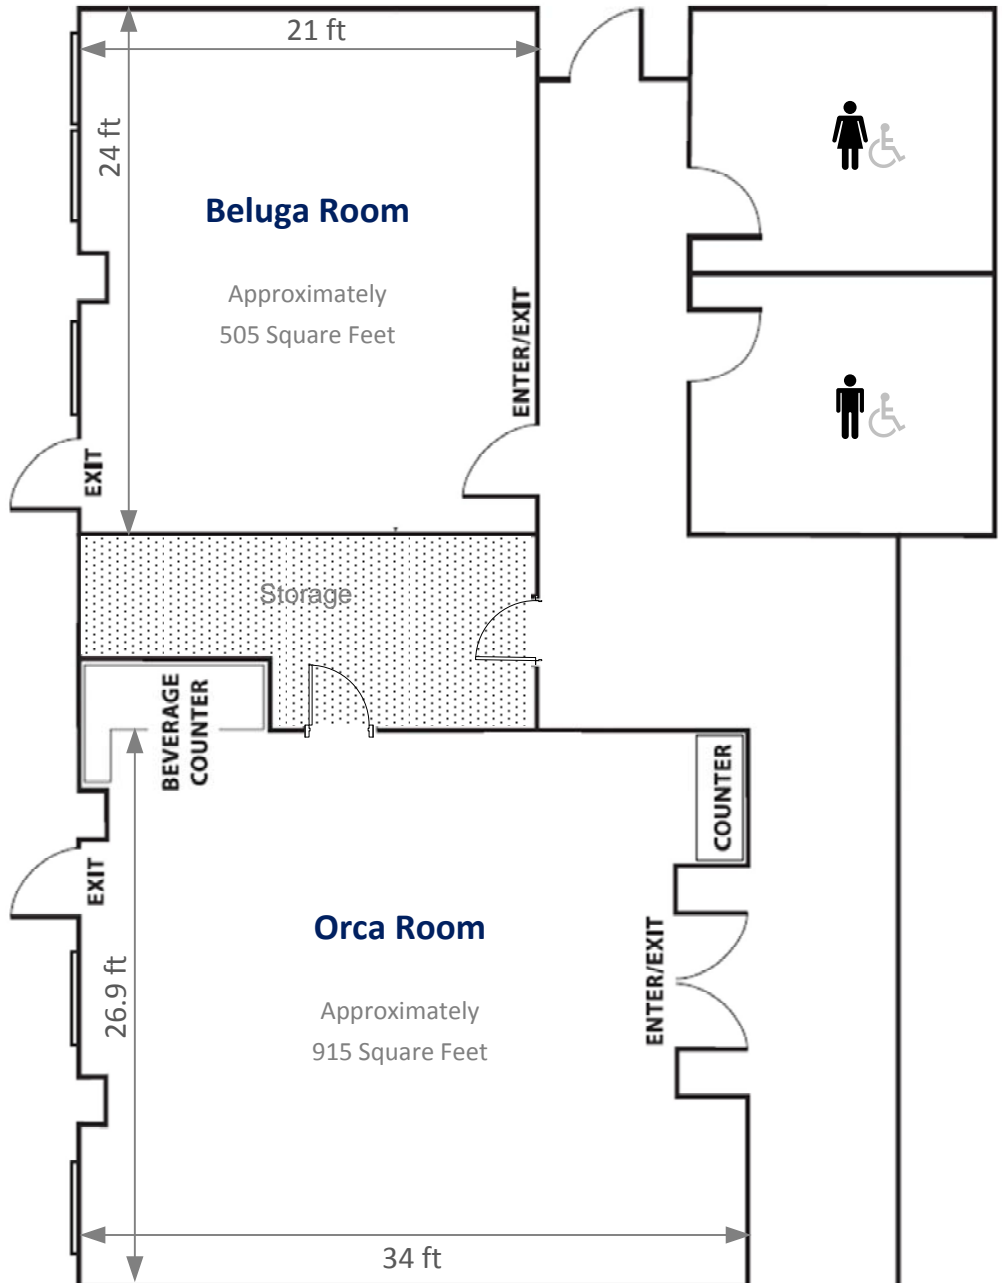 21 ft
24 ft
Beluga Room
Approximately
505 Square Feet
ENTER/EXIT
EXIT
Storage
BEVERAGE
COUNTER
COUNTER
EXIT
Orca Room
ENTER/EXIT
26.9 ft
Approximately
915 Square Feet
34 ft